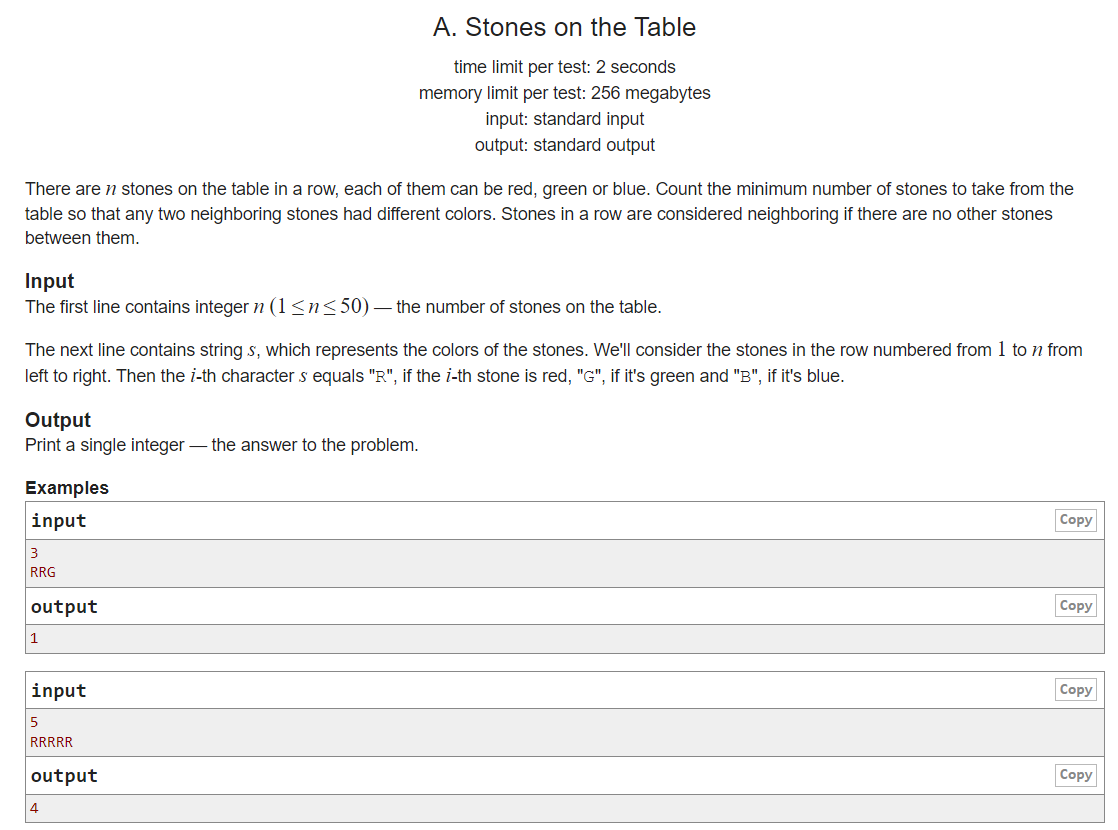 A. Stones on the Table
time limit per test: 2 seconds
memory limit per test: 256 megabytes
input: standard input
output: standard output
There are n stones on the table in a row, each of them can be red, green or blue. Count the minimum number of stones to take from the
table so that any two neighboring stones had different colors. Stones in a row are considered neighboring if there are no other stones
between them.
Input
The first line contains integer n (1 ≤ n ≤ 50) — the number of stones on the table.
The next line contains string s, which represents the colors of the stones. We'll consider the stones in the row numbered from 1 to n from
left to right. Then the i-th character s equals "R", if the i-th stone is red, "G", if it's green and "B", if it's blue.
Output
Print a single integer — the answer to the problem.
Examples
input Copy
3
RRG
output Copy
1
input Copy
5
RRRRR
output Copy
4